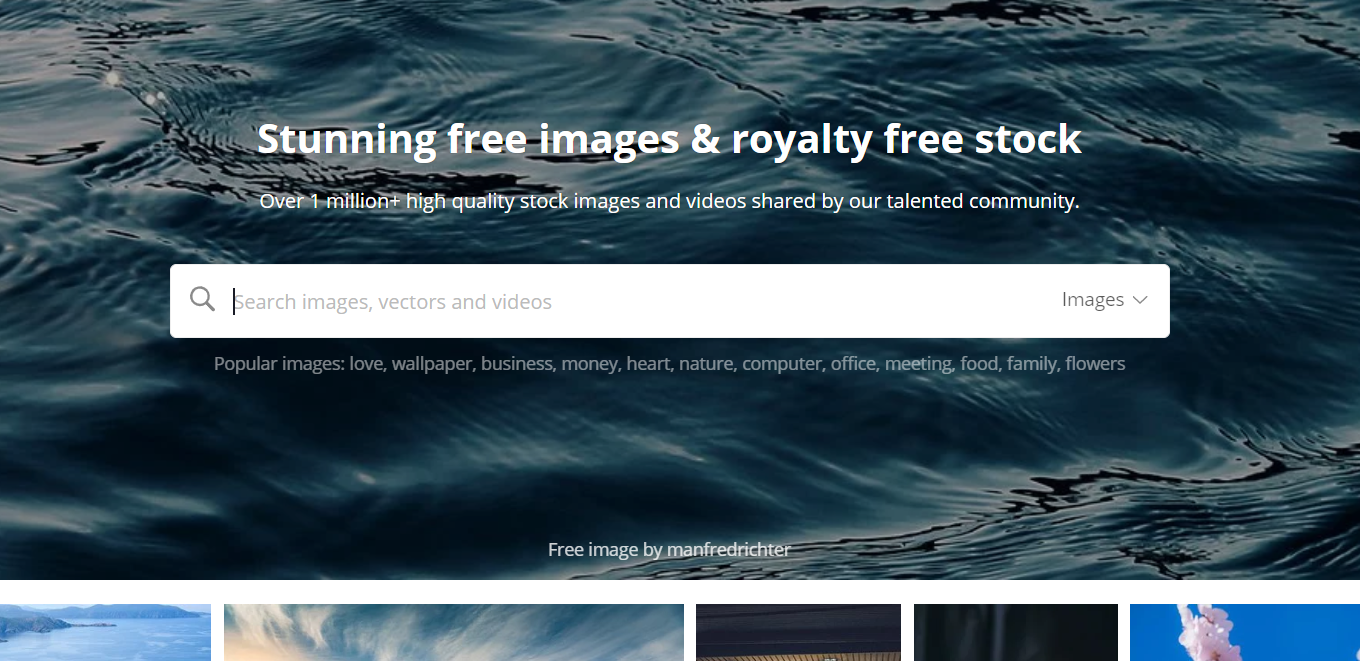 Stunning free images & royalty free stock
Over 1 million+ high quality stock images and videos shared by our talented community.
Search images, vectors and videos
Images
Popular images: love, wallpaper, business, money, heart, nature, computer, office, meeting, food, family, flowers
Free image by manfredrichter